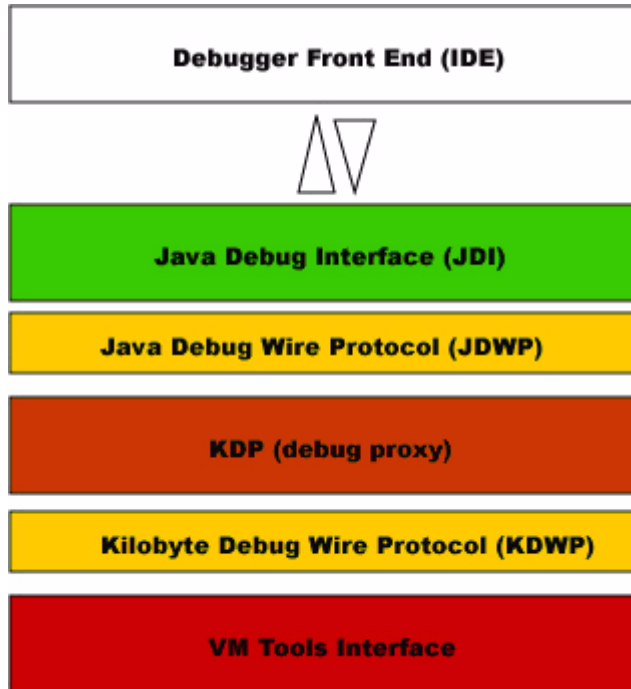 Debugger Front End (IDE)
Java Debug Interface (JDI)
Java Debug Wire Protocol (JDWP)
KDP (debug proxy)
Kilobyte Debug Wire Protocol (KDWP)
VM Tools Interface